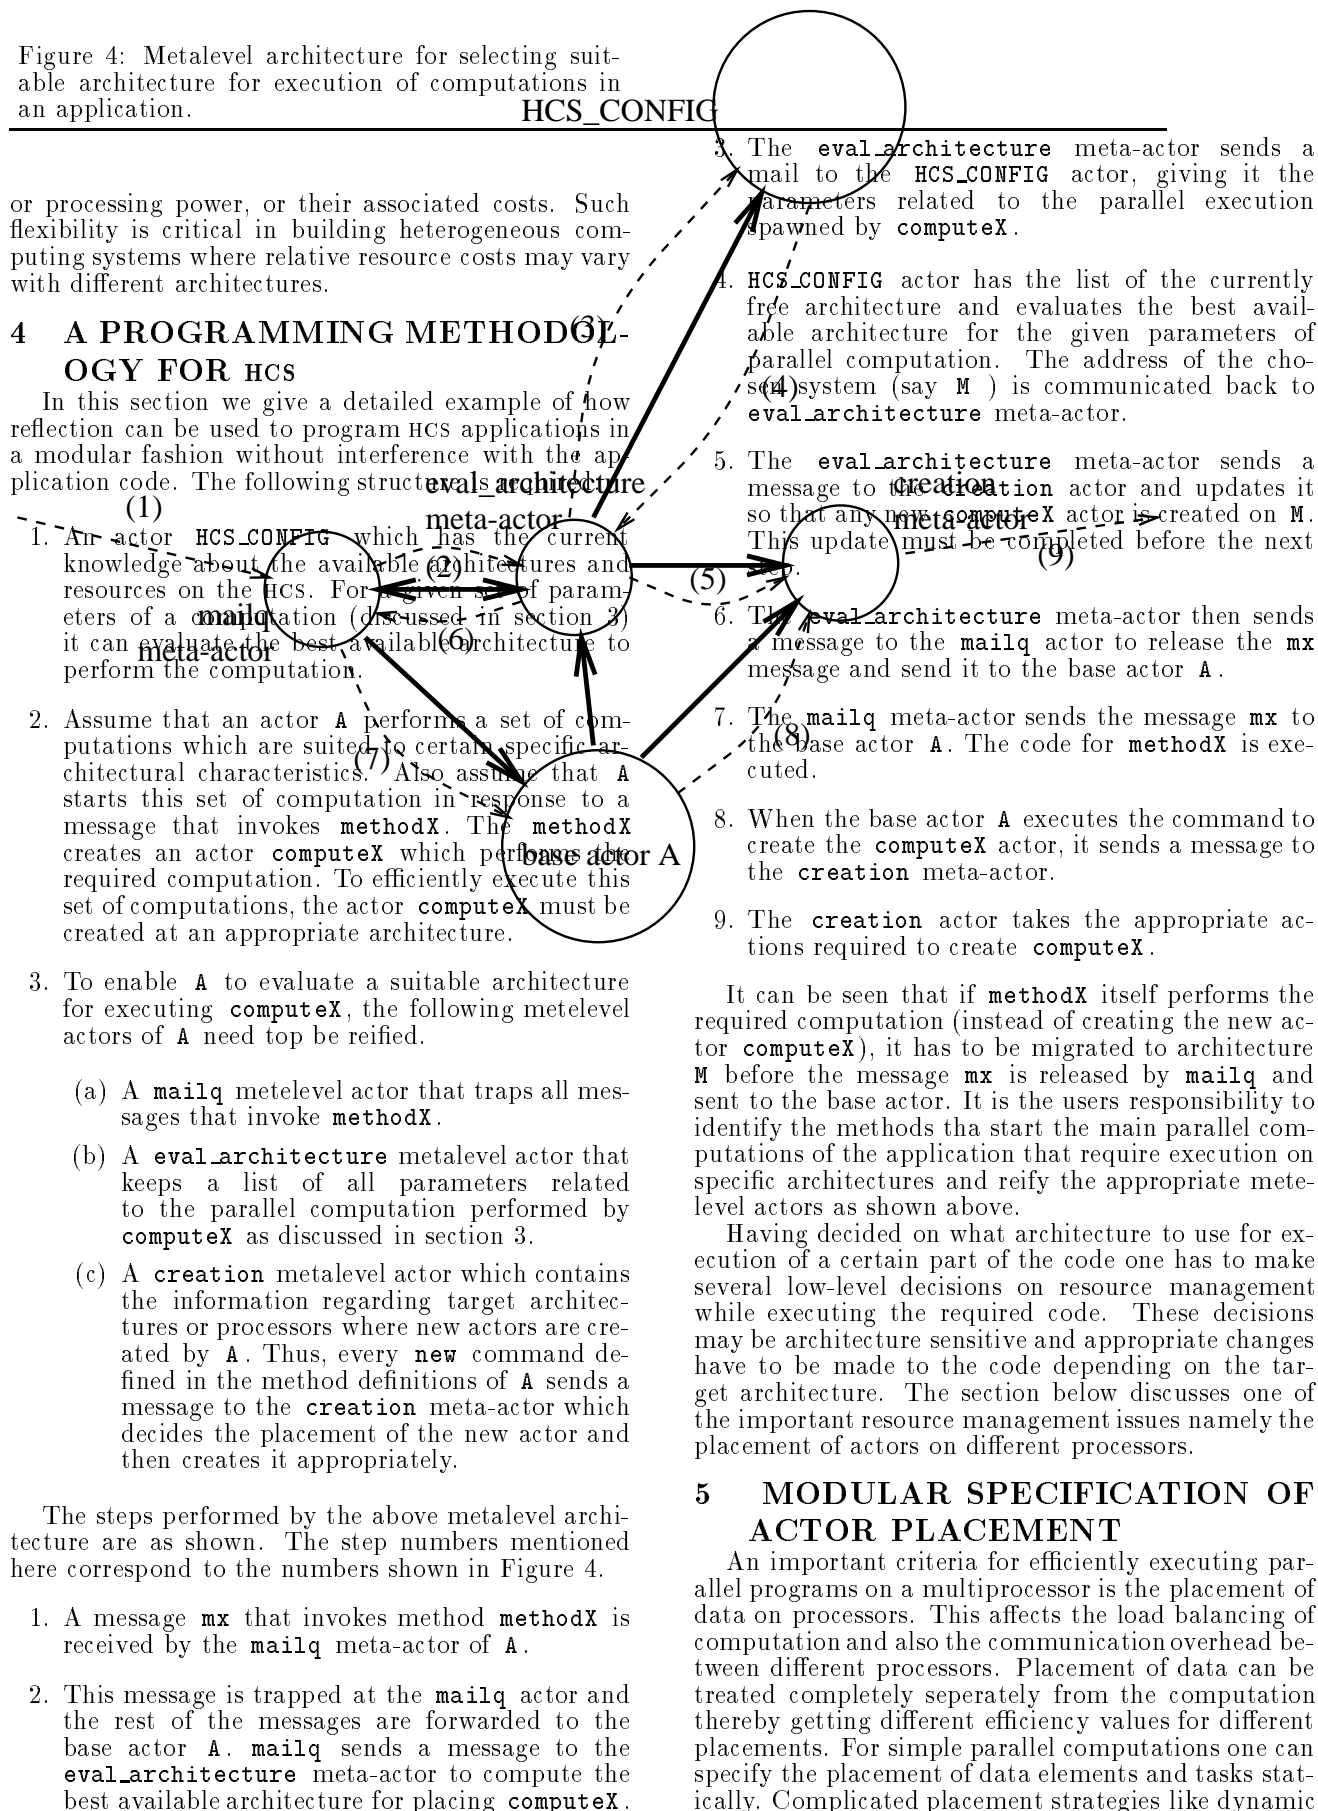 Figure 4: Metalevel architecture for selecting suit-
able architecture for execution of computations in
an application.
HCS_CONFIG
or processing power, or their associated costs. Such
flexibility is critical in building heterogeneous com-
puting systems where relative resource costs may vary
with different architectures.
4 A PROGRAMMING METHODOL-
OGY FOR HCS
In this section we give a detailed example of how
reflection can be used to program HCS applications in
a modular fashion without interference with the ap-
plication code. The following structure is required:
1. An actor HCS_CONFIG which has the current
knowledge about the available architectures and
resources on the HCS. For a given set of param-
eters of a computation (discussed in section 3)
it can evaluate the best available architecture to
perform the computation.
2. Assume that an actor A performs a set of com-
putations which are suited to certain specific ar-
chitectural characteristics. Also assume that A
starts this set of computation in response to a
message that invokes methodX. The methodX
creates an actor computeX which performs the
required computation. To efficiently execute this
set of computations, the actor computeX must be
created at an appropriate architecture.
3. To enable A to evaluate a suitable architecture
for executing computeX, the following metelevel
actors of A need top be reified.
(a) A mailq metelevel actor that traps all mes-
sages that invoke methodX.
(b) A eval_architecture metalevel actor that
keeps a list of all parameters related
to the parallel computation performed by
computeX as discussed in section 3.
(c) A creation metalevel actor which contains
the information regarding target architec-
tures or processors where new actors are cre-
ated by A. Thus, every new command de-
fined in the method definitions of A sends a
message to the creation meta-actor which
decides the placement of the new actor and
then creates it appropriately.
The steps performed by the above metalevel archi-
tecture are as shown. The step numbers mentioned
here correspond to the numbers shown in Figure 4.
1. A message mx that invokes method methodX is
received by the mailq meta-actor of A.
2. This message is trapped at the mailq actor and
the rest of the messages are forwarded to the
base actor A. mailq sends a message to the
eval_architecture meta-actor to compute the
best available architecture for placing computeX.
(1)
(2)
(3)
(4)
(5)
(6)
(7)
(8)
(9)
eval_architecture
meta-actor
creation
meta-actor
mailq
meta-actor
base actor A
3. The eval_architecture meta-actor sends a
mail to the HCS_CONFIG actor, giving it the
parameters related to the parallel execution
spawned by computeX.
4. HCS_CONFIG actor has the list of the currently
free architecture and evaluates the best avail-
able architecture for the given parameters of
parallel computation. The address of the cho-
sen system (say M ) is communicated back to
eval_architecture meta-actor.
5. The eval_architecture meta-actor sends a
message to the creation actor and updates it
so that any new computeX actor is created on M.
This update must be completed before the next
step.
6. The eval_architecture meta-actor then sends
a message to the mailq actor to release the mx
message and send it to the base actor A.
7. The mailq meta-actor sends the message mx to
the base actor A. The code for methodX is exe-
cuted.
8. When the base actor A executes the command to
create the computeX actor, it sends a message to
the creation meta-actor.
9. The creation actor takes the appropriate ac-
tions required to create computeX.
It can be seen that if methodX itself performs the
required computation (instead of creating the new ac-
tor computeX), it has to be migrated to architecture
M before the message mx is released by mailq and
sent to the base actor. It is the users responsibility to
identify the methods tha start the main parallel com-
putations of the application that require execution on
specific architectures and reify the appropriate mete-
level actors as shown above.
Having decided on what architecture to use for ex-
ecution of a certain part of the code one has to make
several low-level decisions on resource management
while executing the required code. These decisions
may be architecture sensitive and appropriate changes
have to be made to the code depending on the tar-
get architecture. The section below discusses one of
the important resource management issues namely the
placement of actors on different processors.
5 MODULAR SPECIFICATION OF
ACTOR PLACEMENT
An important criteria for efficiently executing par-
allel programs on a multiprocessor is the placement of
data on processors. This affects the load balancing of
computation and also the communication overhead be-
tween different processors. Placement of data can be
treated completely seperately from the computation
thereby getting different efficiency values for different
placements. For simple parallel computations one can
specify the placement of data elements and tasks stat-
ically. Complicated placement strategies like dynamic